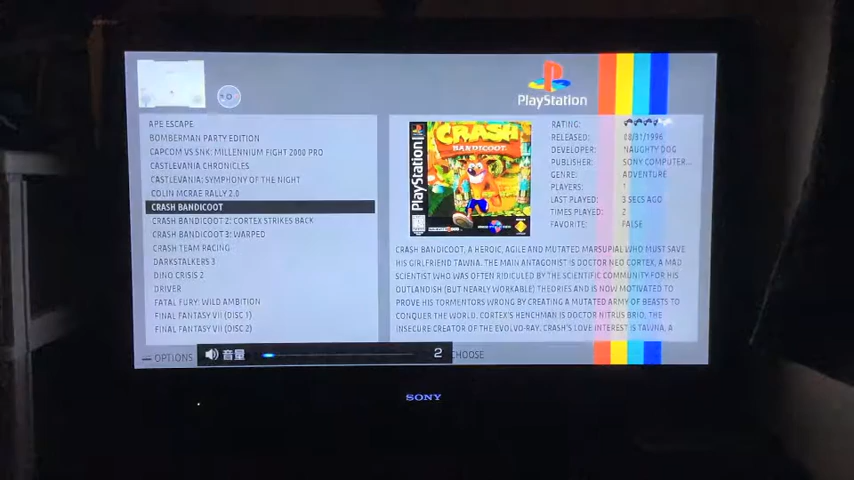 PlayStation
APE ESCAPE
BOMBERMAN PARTY EDITION
CAPCOM VS SNK: MILLENNIUM FIGHT 2000 PRO
CASTLEVANIA CHRONICLES
CASTLEVANIA: SYMPHONY OF THE NIGHT
COLIN MCRAE RALLY 2.0
CRASH BANDICOOT
CRASH BANDICOOT 2: CORTEX STRIKES BACK
CRASH BANDICOOT 3: WARPED
CRASH TEAM RACING
DARKSTALKERS 3
DINO CRISIS 2
DRIVER
FATAL FURY: WILD AMBITION
FINAL FANTASY VII (DISC 1)
FINAL FANTASY VII (DISC 2)
PlayStation
CRASH
BANDICOOT
RATING:
RELEASED: 08/31/1996
DEVELOPER: NAUGHTY DOG
PUBLISHER: SONY COMPUTER...
GENRE: ADVENTURE
PLAYERS: 1
LAST PLAYED: 3 SECS AGO
TIMES PLAYED: 2
FAVORITE: FALSE
CRASH BANDICOOT, A HEROIC, AGILE AND MUTATED MARSUPIAL WHO MUST SAVE
HIS GIRLFRIEND TAWNA. THE MAIN ANTAGONIST IS DOCTOR NEO CORTEX, A MAD
SCIENTIST WHO WAS OFTEN RIDICULED BY THE SCIENTIFIC COMMUNITY FOR HIS
OUTLANDISH (BUT NEARLY WORKABLE) THEORIES AND IS NOW MOTIVATED TO
PROVE HIS TORMENTORS WRONG BY CREATING A MUTATED ARMY OF BEASTS TO
CONQUER THE WORLD. CORTEX'S HENCHMAN IS DOCTOR NITRUS BRIO, THE
INSECURE CREATOR OF THE EVOLVO-RAY. CRASH'S LOVE INTEREST IS TAWNA, A
OPTIONS
音量 2
CHOOSE
SONY